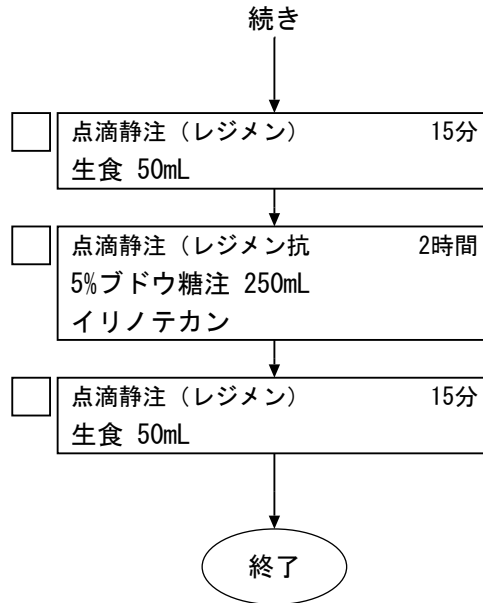 続き
点滴静注（レジメン） 15分
生食 50mL
点滴静注（レジメン抗 2時間
5%ブドウ糖注 250mL
イリノテカン
点滴静注（レジメン） 15分
生食 50mL
終了